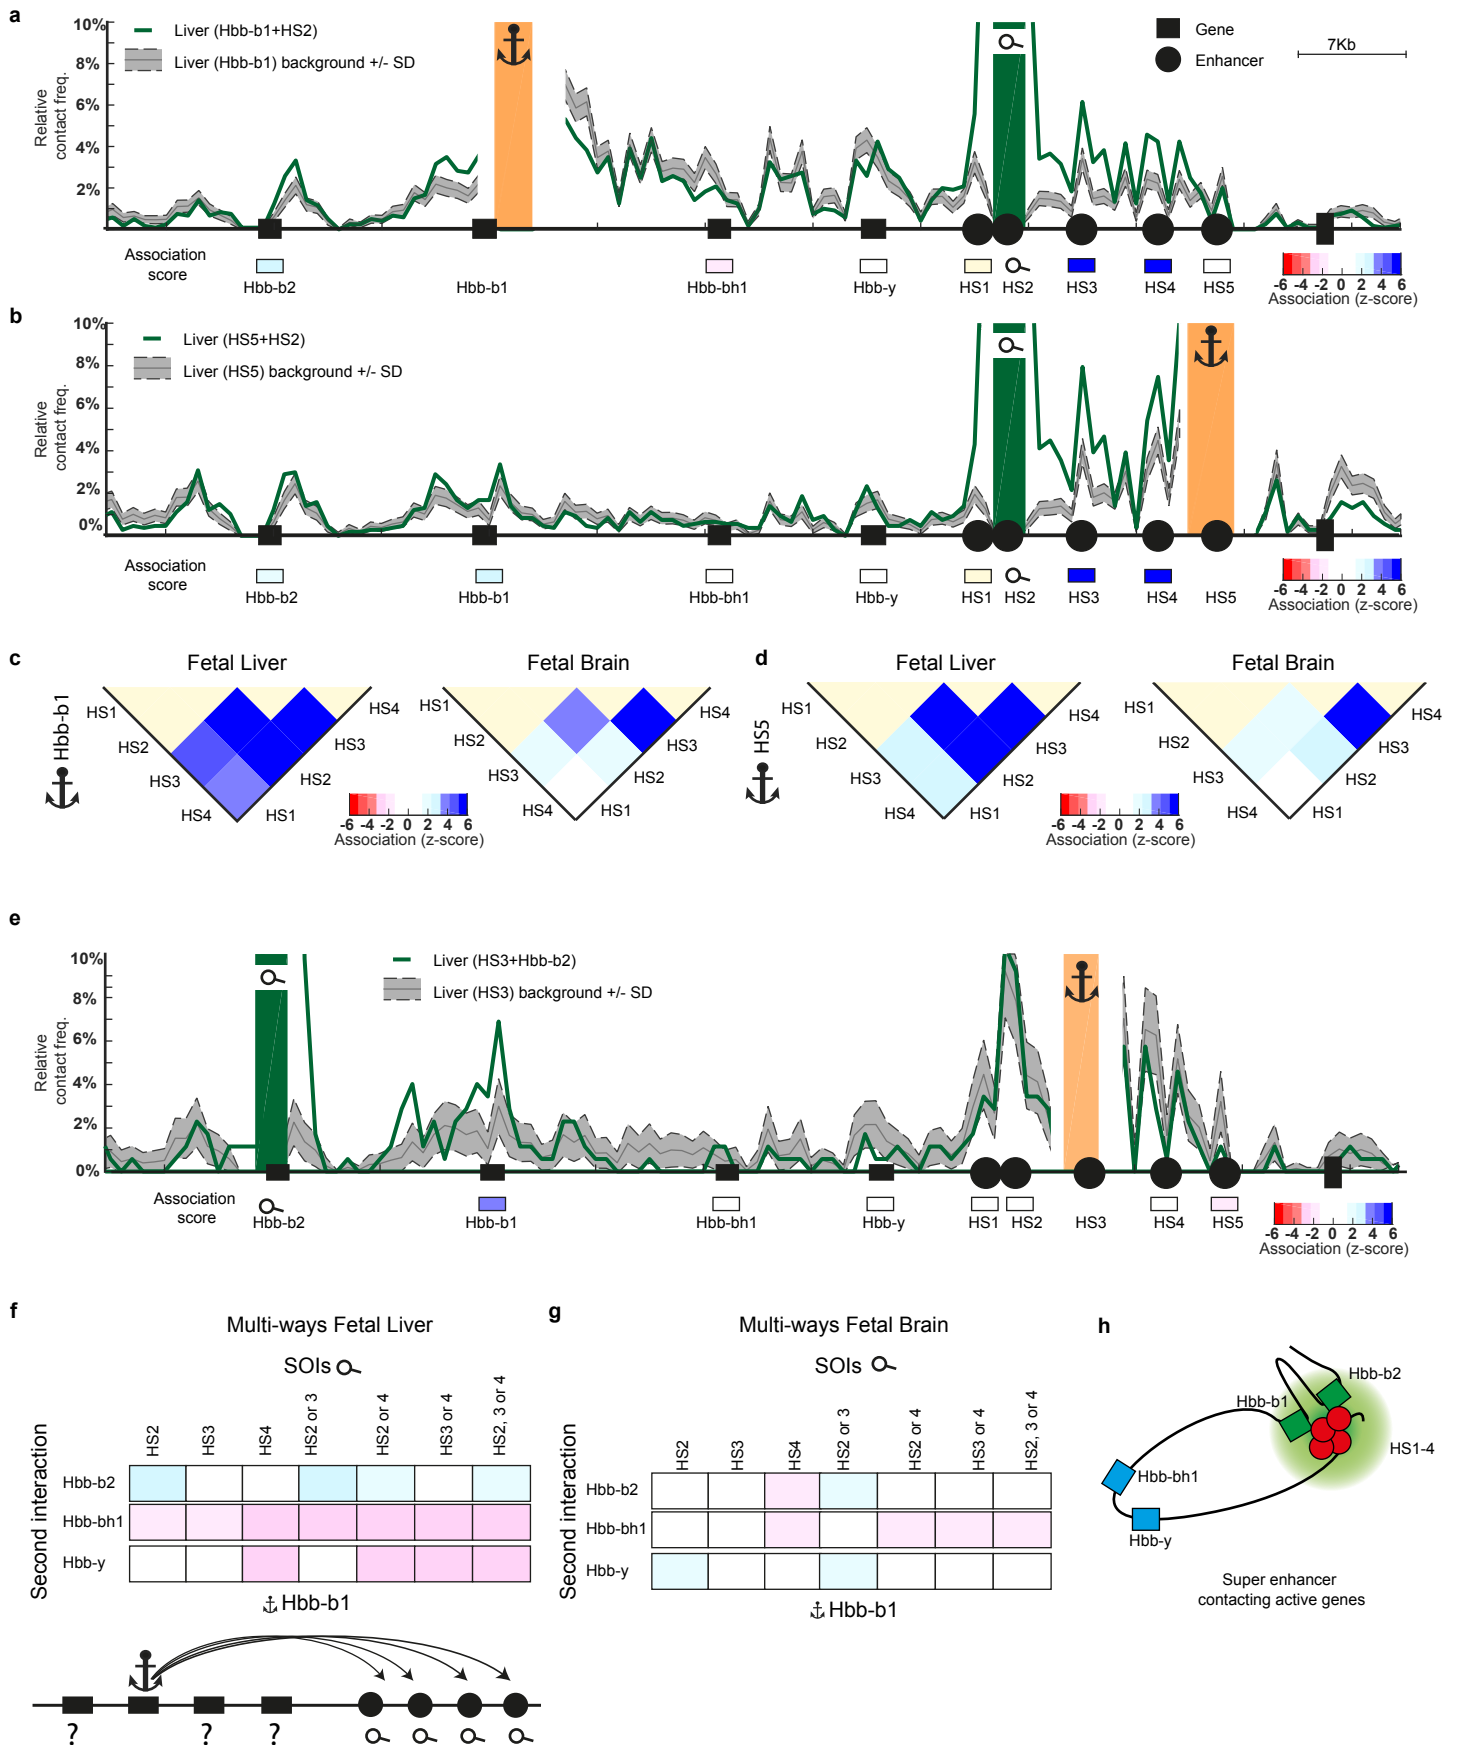 a
10%
8%
6%
4%
2%
Relative
contact freq.
Liver (Hbb-b1+HS2)
Liver (Hbb-b1) background +/- SD
Gene
Enhancer
7Kb
Association
score
Hbb-b2
Hbb-b1
Hbb-bh1
Hbb-y
HS1
HS2
HS3
HS4
HS5
-6 -4 -2 0 2 4 6
Association (z-score)
b
10%
8%
6%
4%
2%
0%
Relative
contact freq.
Liver (HS5+HS2)
Liver (HS5) background +/- SD
Association
score
Hbb-b2
Hbb-b1
Hbb-bh1
Hbb-y
HS1
HS2
HS3
HS4
HS5
-6 -4 -2 0 2 4 6
Association (z-score)
c
Fetal Liver
Fetal Brain
Hbb-b1
HS1
HS2
HS3
HS4
HS4
HS3
HS2
HS1
HS1
HS2
HS3
HS4
HS4
HS3
HS2
HS1
-6 -4 -2 0 2 4 6
Association (z-score)
d
Fetal Liver
Fetal Brain
HS5
HS1
HS2
HS3
HS4
HS4
HS3
HS2
HS1
HS1
HS2
HS3
HS4
HS4
HS3
HS2
HS1
-6 -4 -2 0 2 4 6
Association (z-score)
e
10%
8%
6%
4%
2%
0%
Relative
contact freq.
Liver (HS3+Hbb-b2)
Liver (HS3) background +/- SD
Association
score
Hbb-b2
Hbb-b1
Hbb-bh1
Hbb-y
HS1
HS2
HS3
HS4
HS5
-6 -4 -2 0 2 4 6
Association (z-score)
f
Multi-ways Fetal Liver
SOIs
HS2
HS3
HS4
HS2 or 3
HS2 or 4
HS3 or 4
HS2, 3 or 4
Second interaction
Hbb-b2
Hbb-bh1
Hbb-y
Hbb-b1
? ? ?
g
Multi-ways Fetal Brain
SOIs
HS2
HS3
HS4
HS2 or 3
HS2 or 4
HS3 or 4
HS2, 3 or 4
Second interaction
Hbb-b2
Hbb-bh1
Hbb-y
Hbb-b1
h
Hbb-b2
Hbb-b1
HS1-4
Hbb-bh1
Hbb-y
Super enhancer
contacting active genes